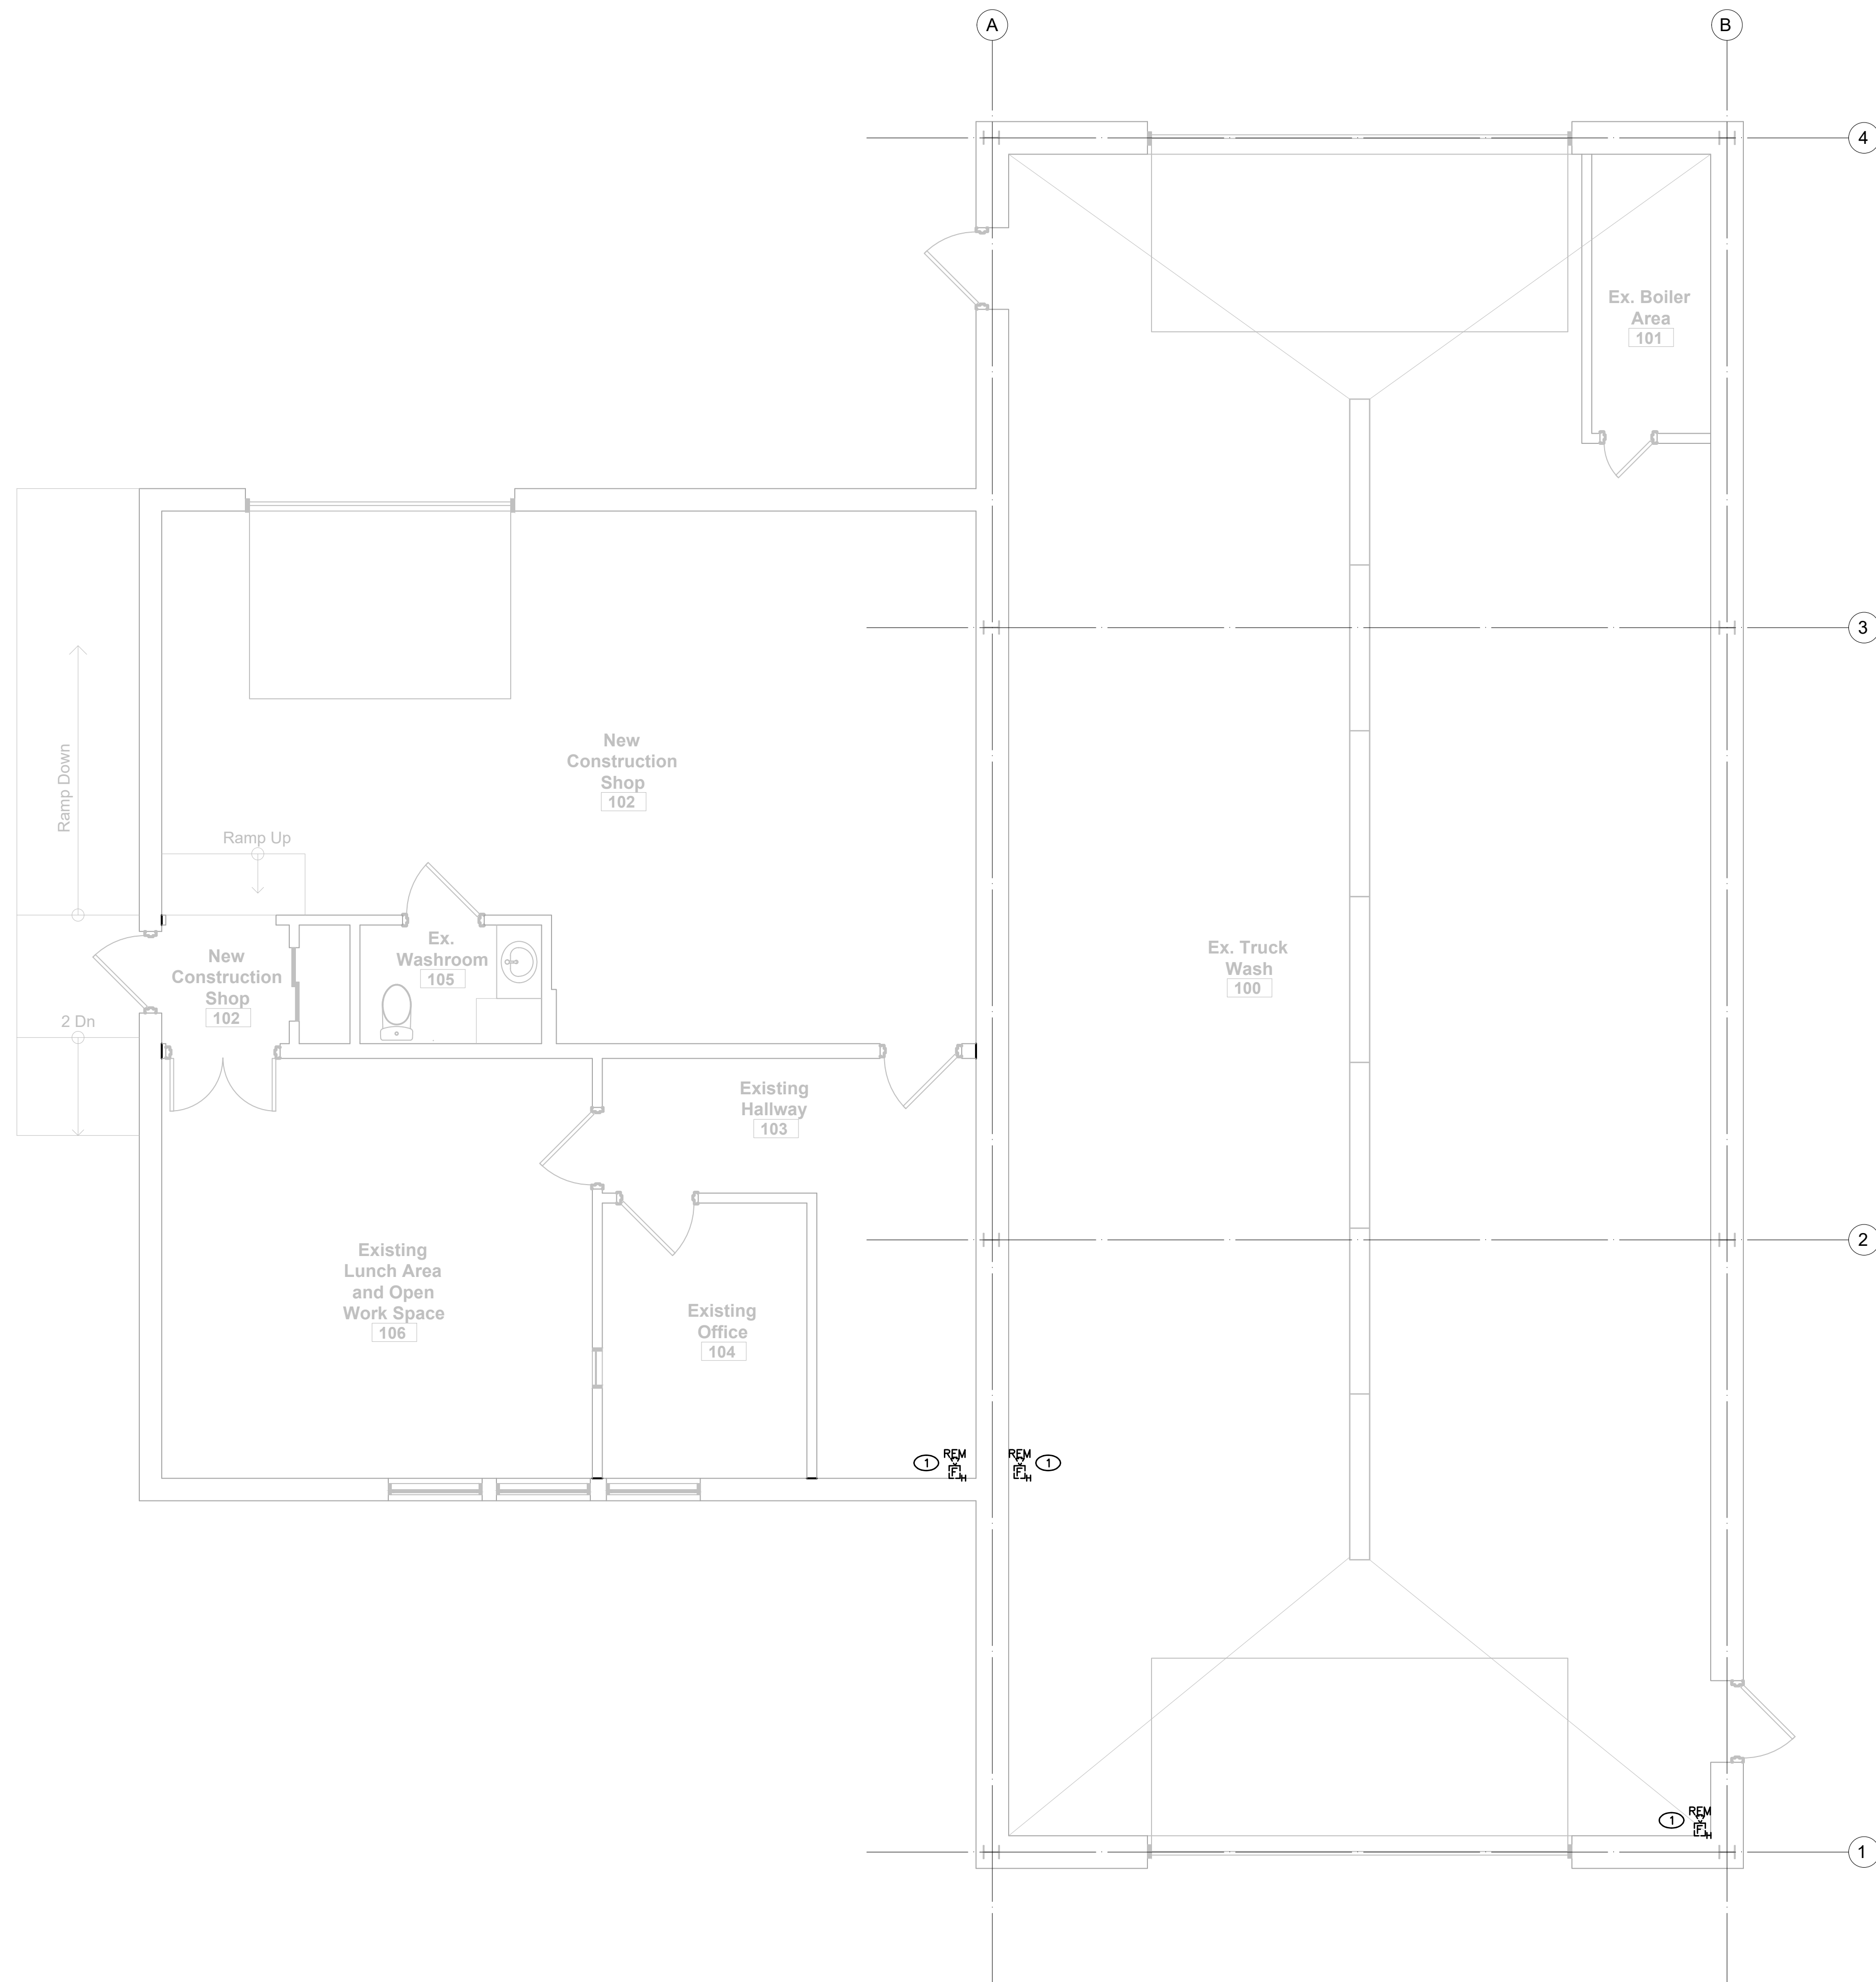 A
B
4
Ex. Boiler
Area
101
3
New
Construction
Shop
102
Ramp Down
Ramp Up
Ex.
Washroom
105
New
Construction
Shop
102
2 Dn
Ex. Truck
Wash
100
Existing
Hallway
103
2
Existing
Lunch Area
and Open
Work Space
106
Existing
Office
104
REM
1
F
H
REM
1
F
H
REM
1
F
H
1